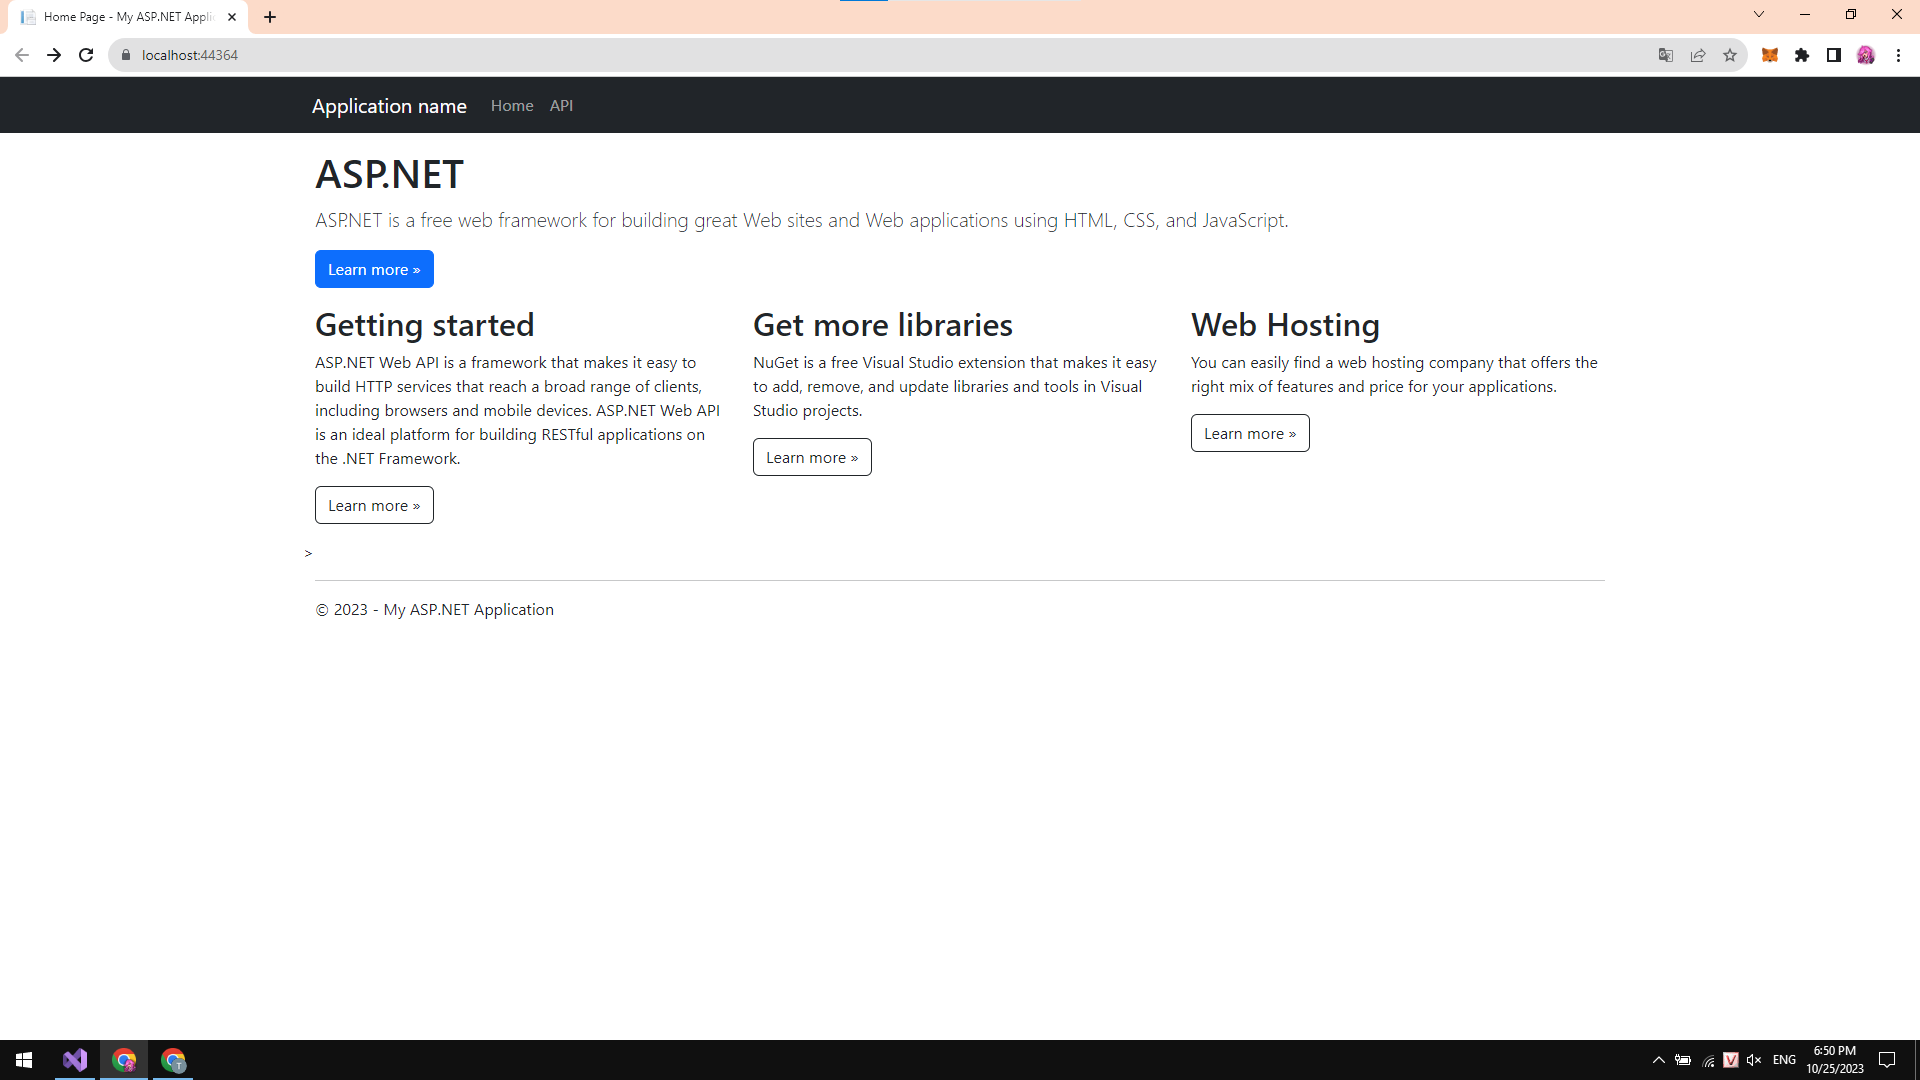 Home Page - My ASP.NET Appli
localhost:44364
Application name Home API
ASP.NET
ASP.NET is a free web framework for building great Web sites and Web applications using HTML, CSS, and JavaScript.
Learn more »
Getting started
ASP.NET Web API is a framework that makes it easy to
build HTTP services that reach a broad range of clients,
including browsers and mobile devices. ASP.NET Web API
is an ideal platform for building RESTful applications on
the .NET Framework.
Learn more »
Get more libraries
NuGet is a free Visual Studio extension that makes it easy
to add, remove, and update libraries and tools in Visual
Studio projects.
Learn more »
Web Hosting
You can easily find a web hosting company that offers the
right mix of features and price for your applications.
Learn more »
>
© 2023 - My ASP.NET Application
T
V
ENG
6:50 PM
10/25/2023